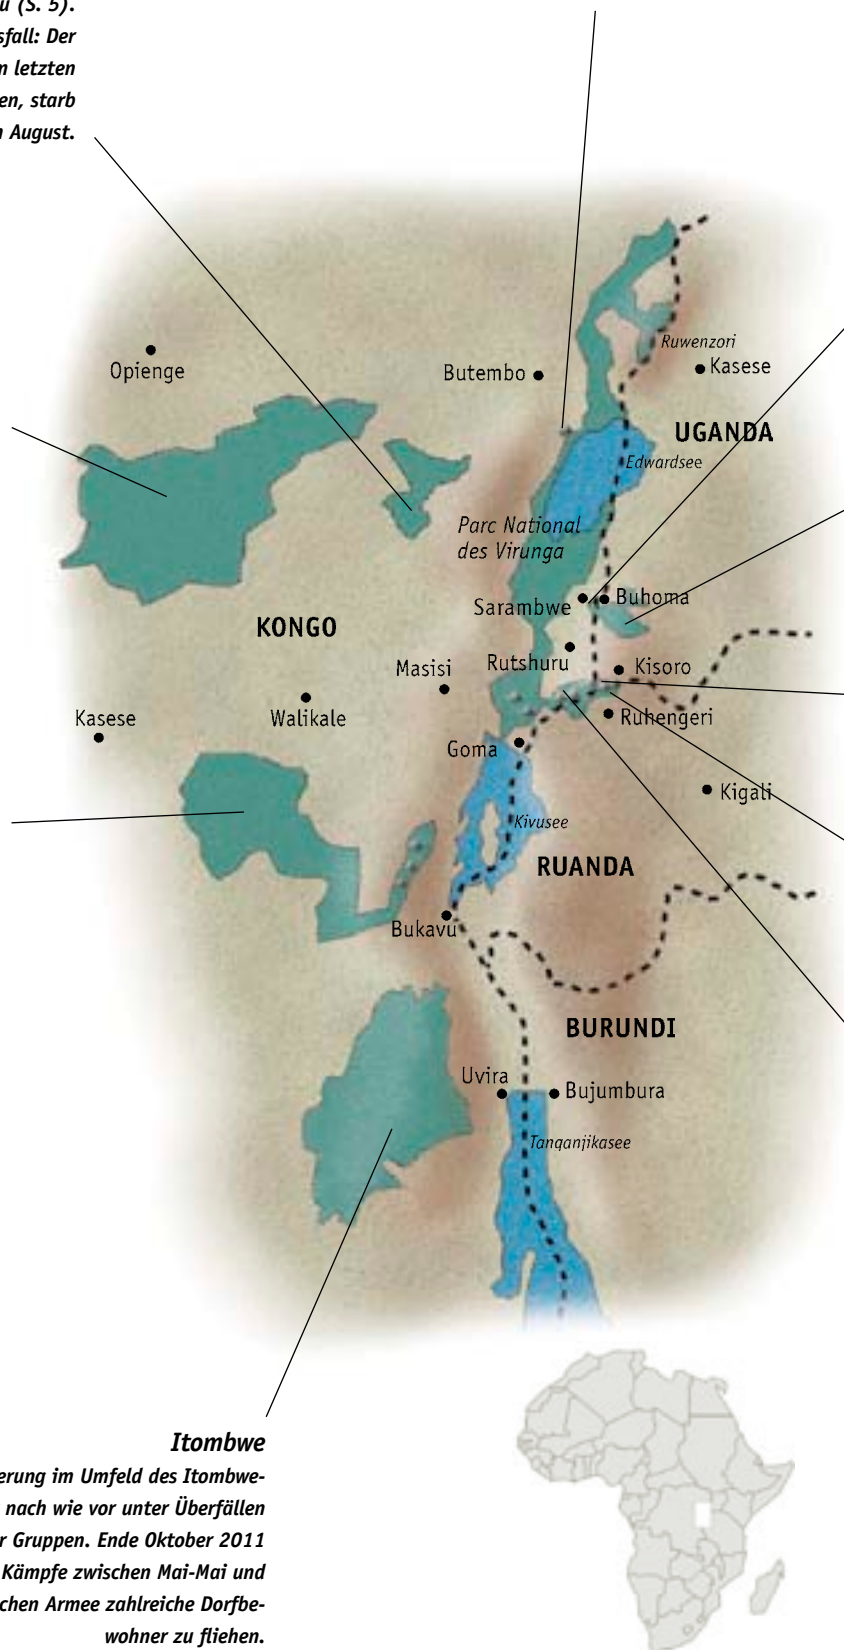 u (S. 5).
sfall: Der
n letzten
en, starb
n August.
Ruwenzori
Opienge
Butembo
Kasese
UGANDA
Edwardsee
Parc National
des Virunga
Sarambwe
Buhoma
KONGO
Rutshuru
Kisoro
Masisi
Kasese
Walikale
Ruhengeri
Goma
Kigali
Kivusee
RUANDA
Bukavu
BURUNDI
Uvira
Bujumbura
Tanganjikasee
Itombwe
erung im Umfeld des Itombwe-
nach wie vor unter Überfällen
r Gruppen. Ende Oktober 2011
Kämpfe zwischen Mai-Mai und
chen Armee zahlreiche Dorfbe-
wohner zu fliehen.